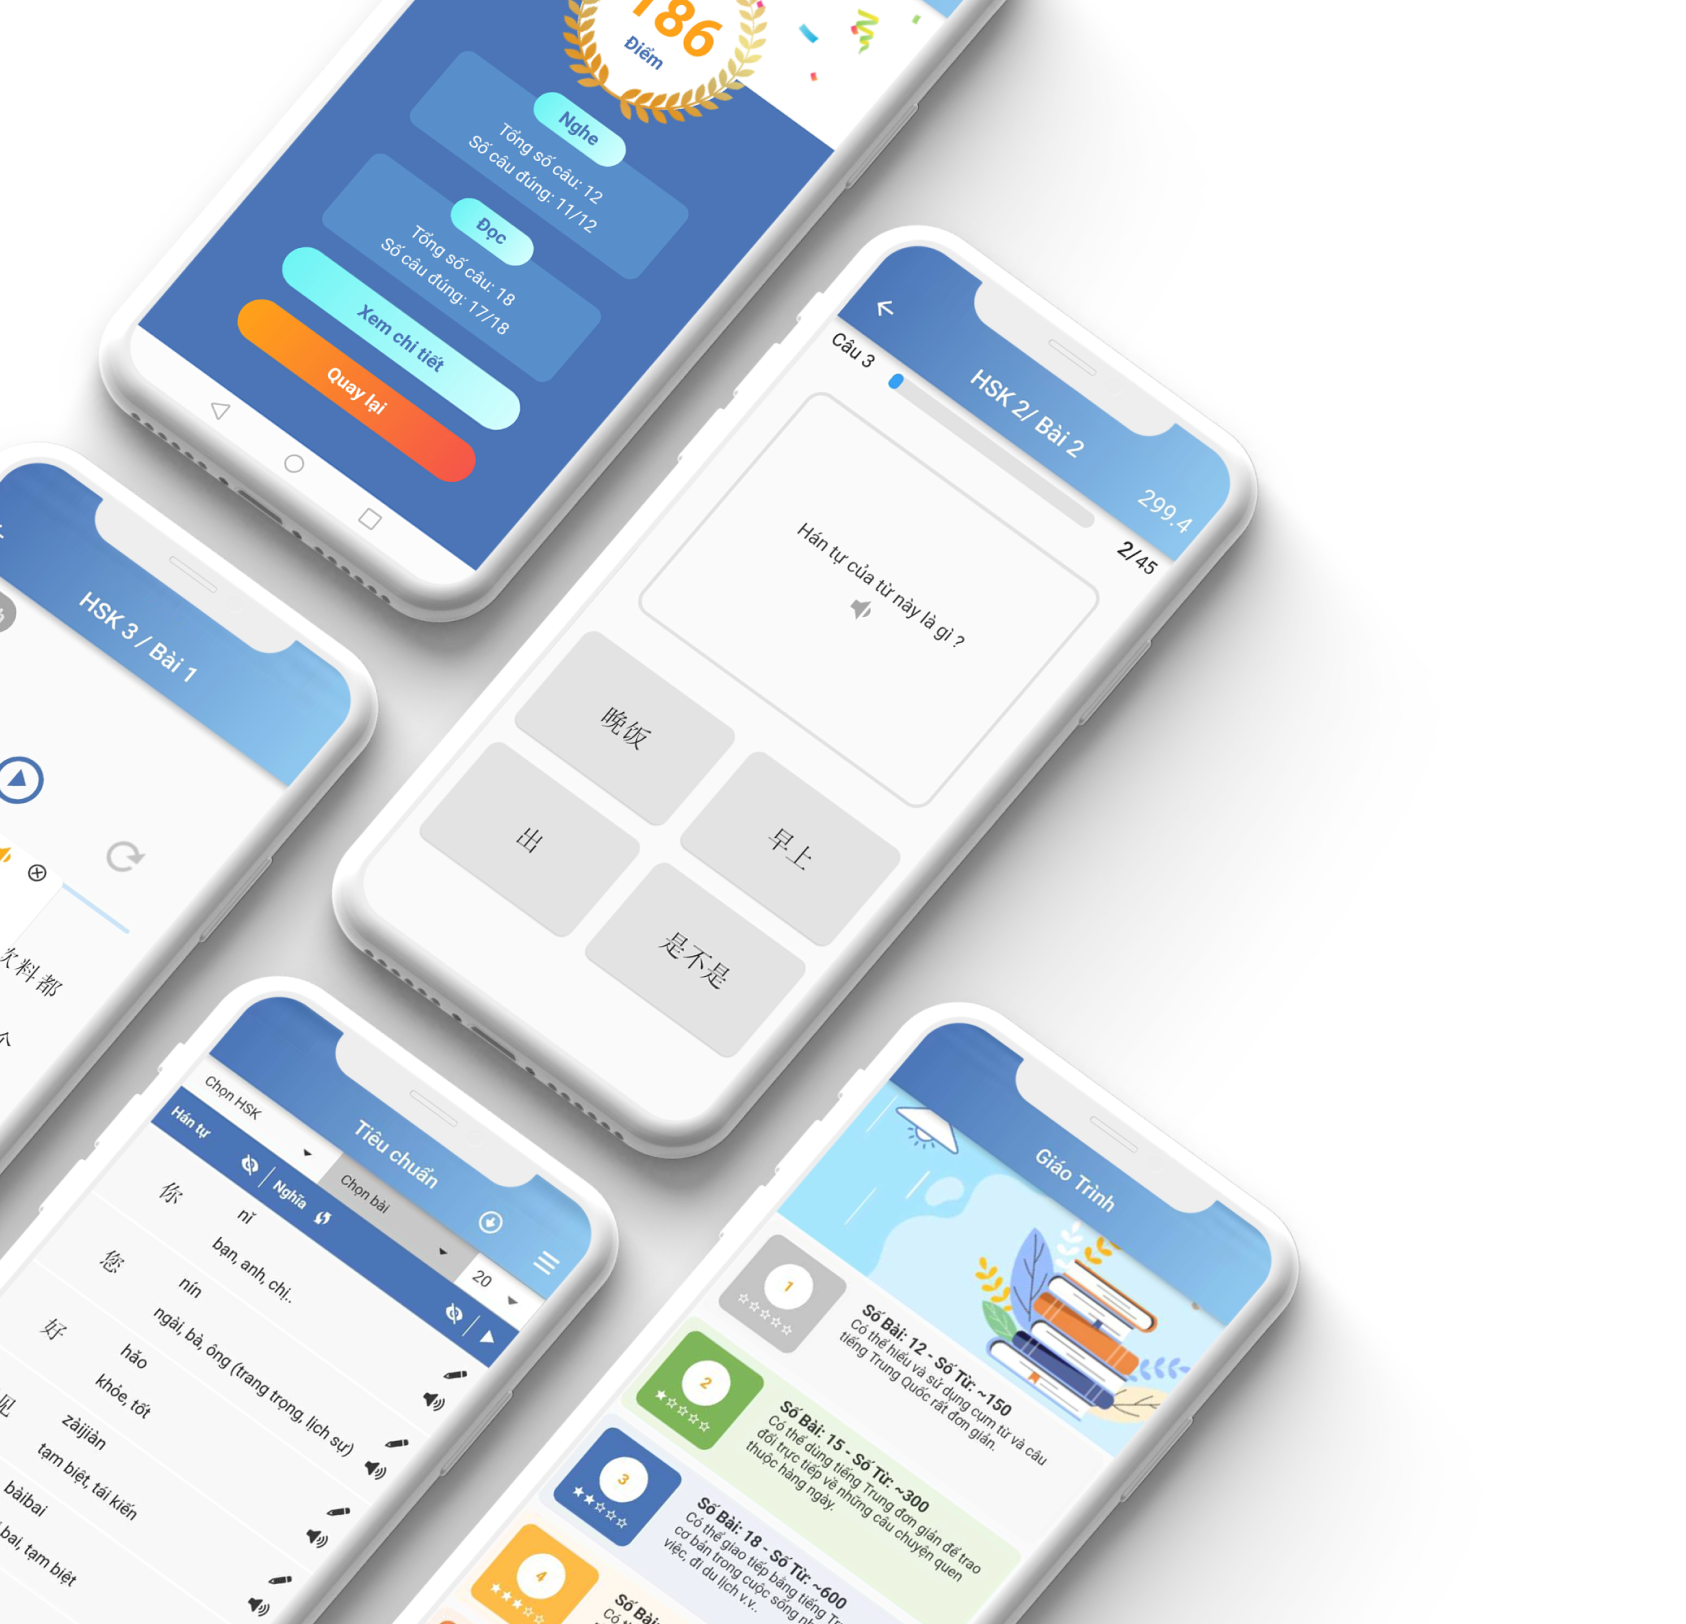 186
Điểm
Nghe
Tổng số câu: 12
Số câu đúng: 11/12
Đọc
Tổng số câu: 18
Số câu đúng: 17/18
Xem chi tiết
Quay lại
HSK 2/ Bài 2
299.4
Câu 3
2/45
Hán tự của từ này là gì ?
晚饭
早上
出
是不是
HSK 3 / Bài 1
料都
个
Tiêu chuẩn
Chọn HSK
Chọn bài
20
Hán tự
Nghĩa
你
nǐ
bạn, anh, chị..
您
nín
ngài, bà, ông (trang trọng, lịch sự)
好
hǎo
khỏe, tốt
见
zàijiàn
tạm biệt, tái kiến
bàibai
bai, tạm biệt
Giáo Trình
1
Số Bài: 12 - Số Từ: ~150
Có thể hiểu và sử dụng cụm từ và câu
tiếng Trung Quốc rất đơn giản.
2
Số Bài: 15 - Số Từ: ~300
Có thể dùng tiếng Trung đơn giản để trao
đổi trực tiếp về những câu chuyện quen
thuộc hàng ngày.
3
Số Bài: 18 - Số Từ: ~600
Có thể giao tiếp bằng tiếng
cơ bản trong cuộc sống
việc, đi du lịch v.v..
4
Số Bài
Có